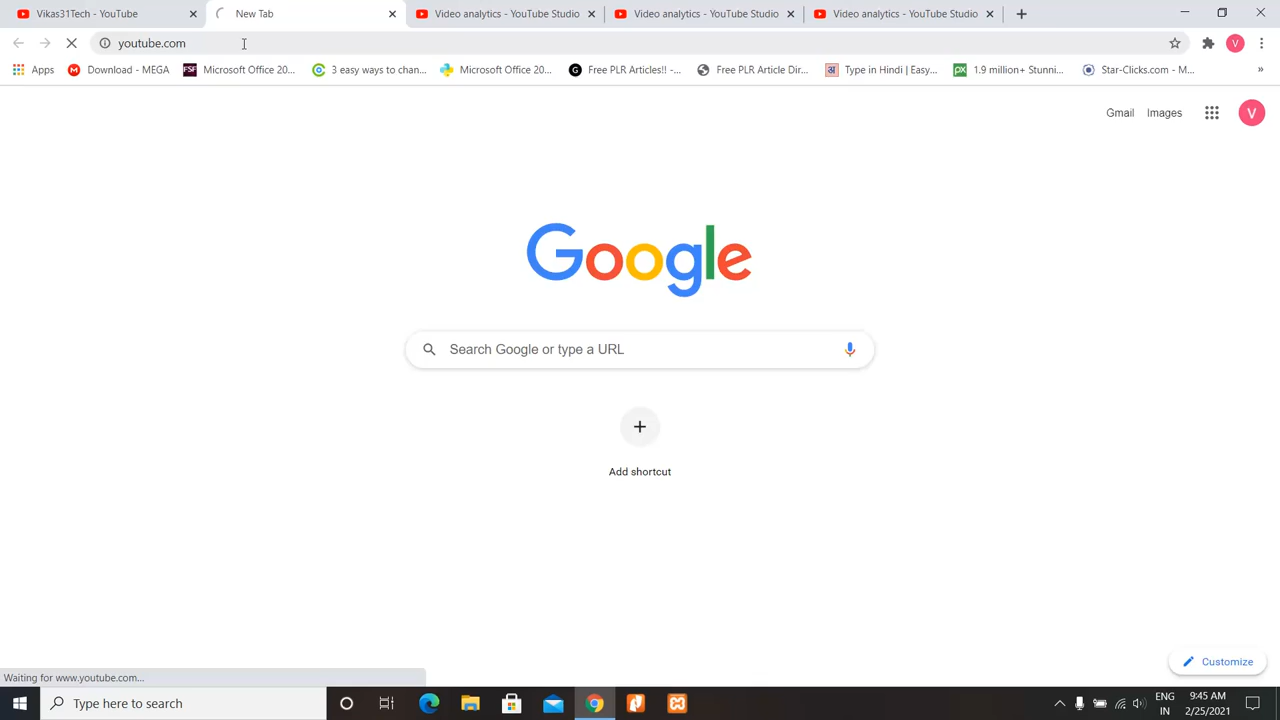 Vikas31Tech - YouTube
New Tab
Video analytics - YouTube Studio
Video analytics - YouTube Studio
Video analytics - YouTube Studio
youtube.com
V
Apps
Download - MEGA
FSF
Microsoft Office 20...
3 easy ways to chan...
Microsoft Office 20...
G
Free PLR Articles!! -...
Free PLR Article Dir...
अ
Type in Hindi | Easy...
px
1.9 million+ Stunni...
Star-Clicks.com - M...
»
Gmail
Images
V
Google
Search Google or type a URL
Add shortcut
Customize
Waiting for www.youtube.com...
Type here to search
ENG
IN
9:45 AM
2/25/2021